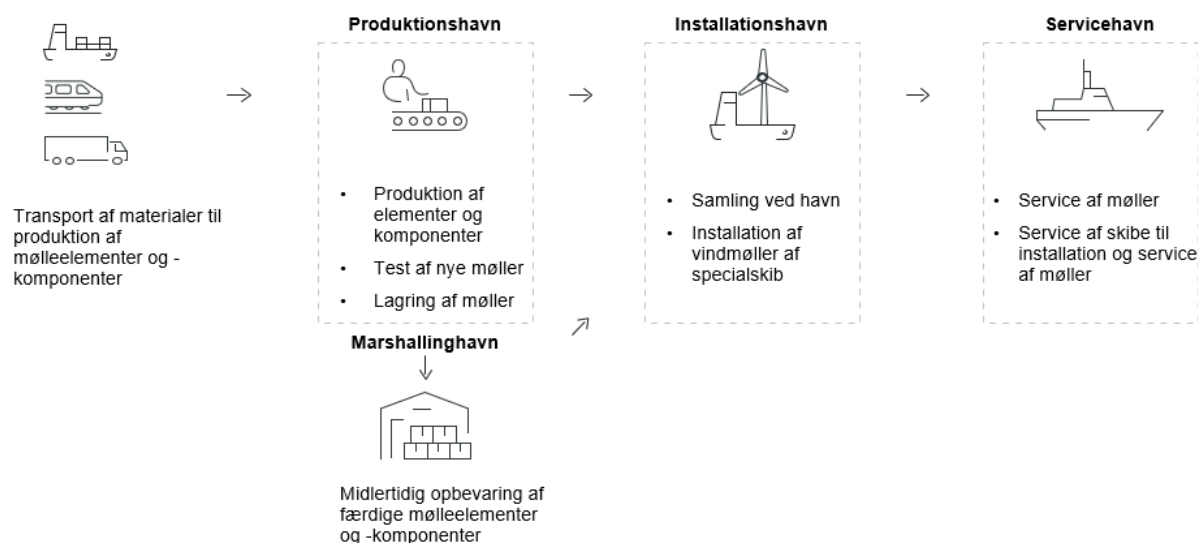 Transport af materialer til
produktion af
mølleelementer og -
komponenter
Produktionshavn
• Produktion af
elementer og
komponenter
• Test af nye møller
• Lagring af møller
Marshallinghavn
Midlertidig opbevaring af
færdige mølleelementer
og -komponenter
Installationshavn
• Samling ved havn
• Installation af
vindmøller af
specialskib
Servicehavn
• Service af møller
• Service af skibe til
installation og service
af møller